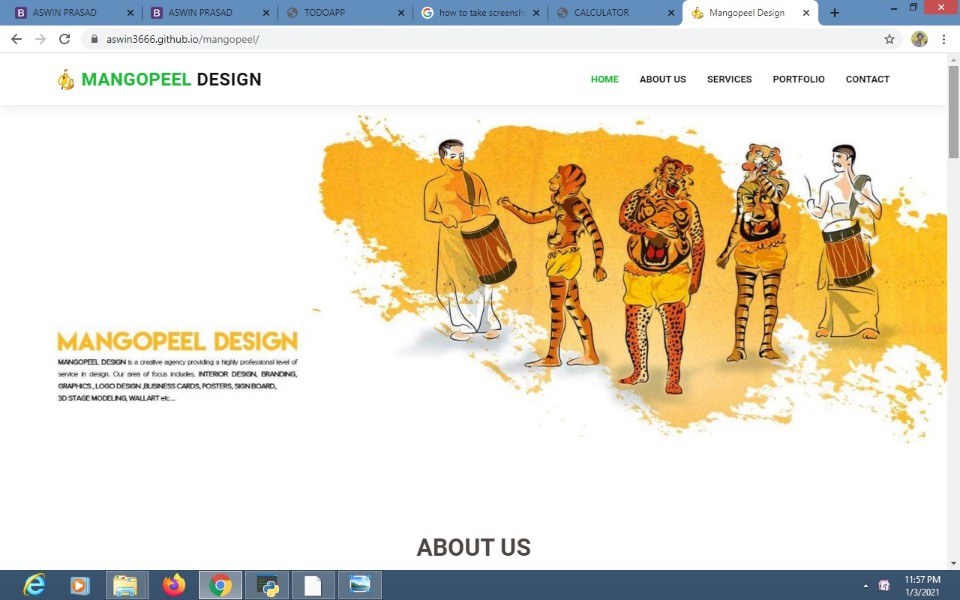 ASWIN PRASAD
ASWIN PRASAD
TODOAPP
how to take screensh
CALCULATOR
Mangopeel Design
aswin3666.github.io/mangopeel/
MANGOPEEL DESIGN
HOME
ABOUT US
SERVICES
PORTFOLIO
CONTACT
MANGOPEEL DESIGN
MANGOPEEL DESIGN is a creative agency providing a highly professional level of
service in design. Our area of focus includes, INTERIOR DESIGN, BRANDING,
GRAPHICS , LOGO DESIGN ,BUSINESS CARDS, POSTERS, SIGN BOARD,
3D STAGE MODELING, WALLART etc....
ABOUT US
11:57 PM
1/3/2021